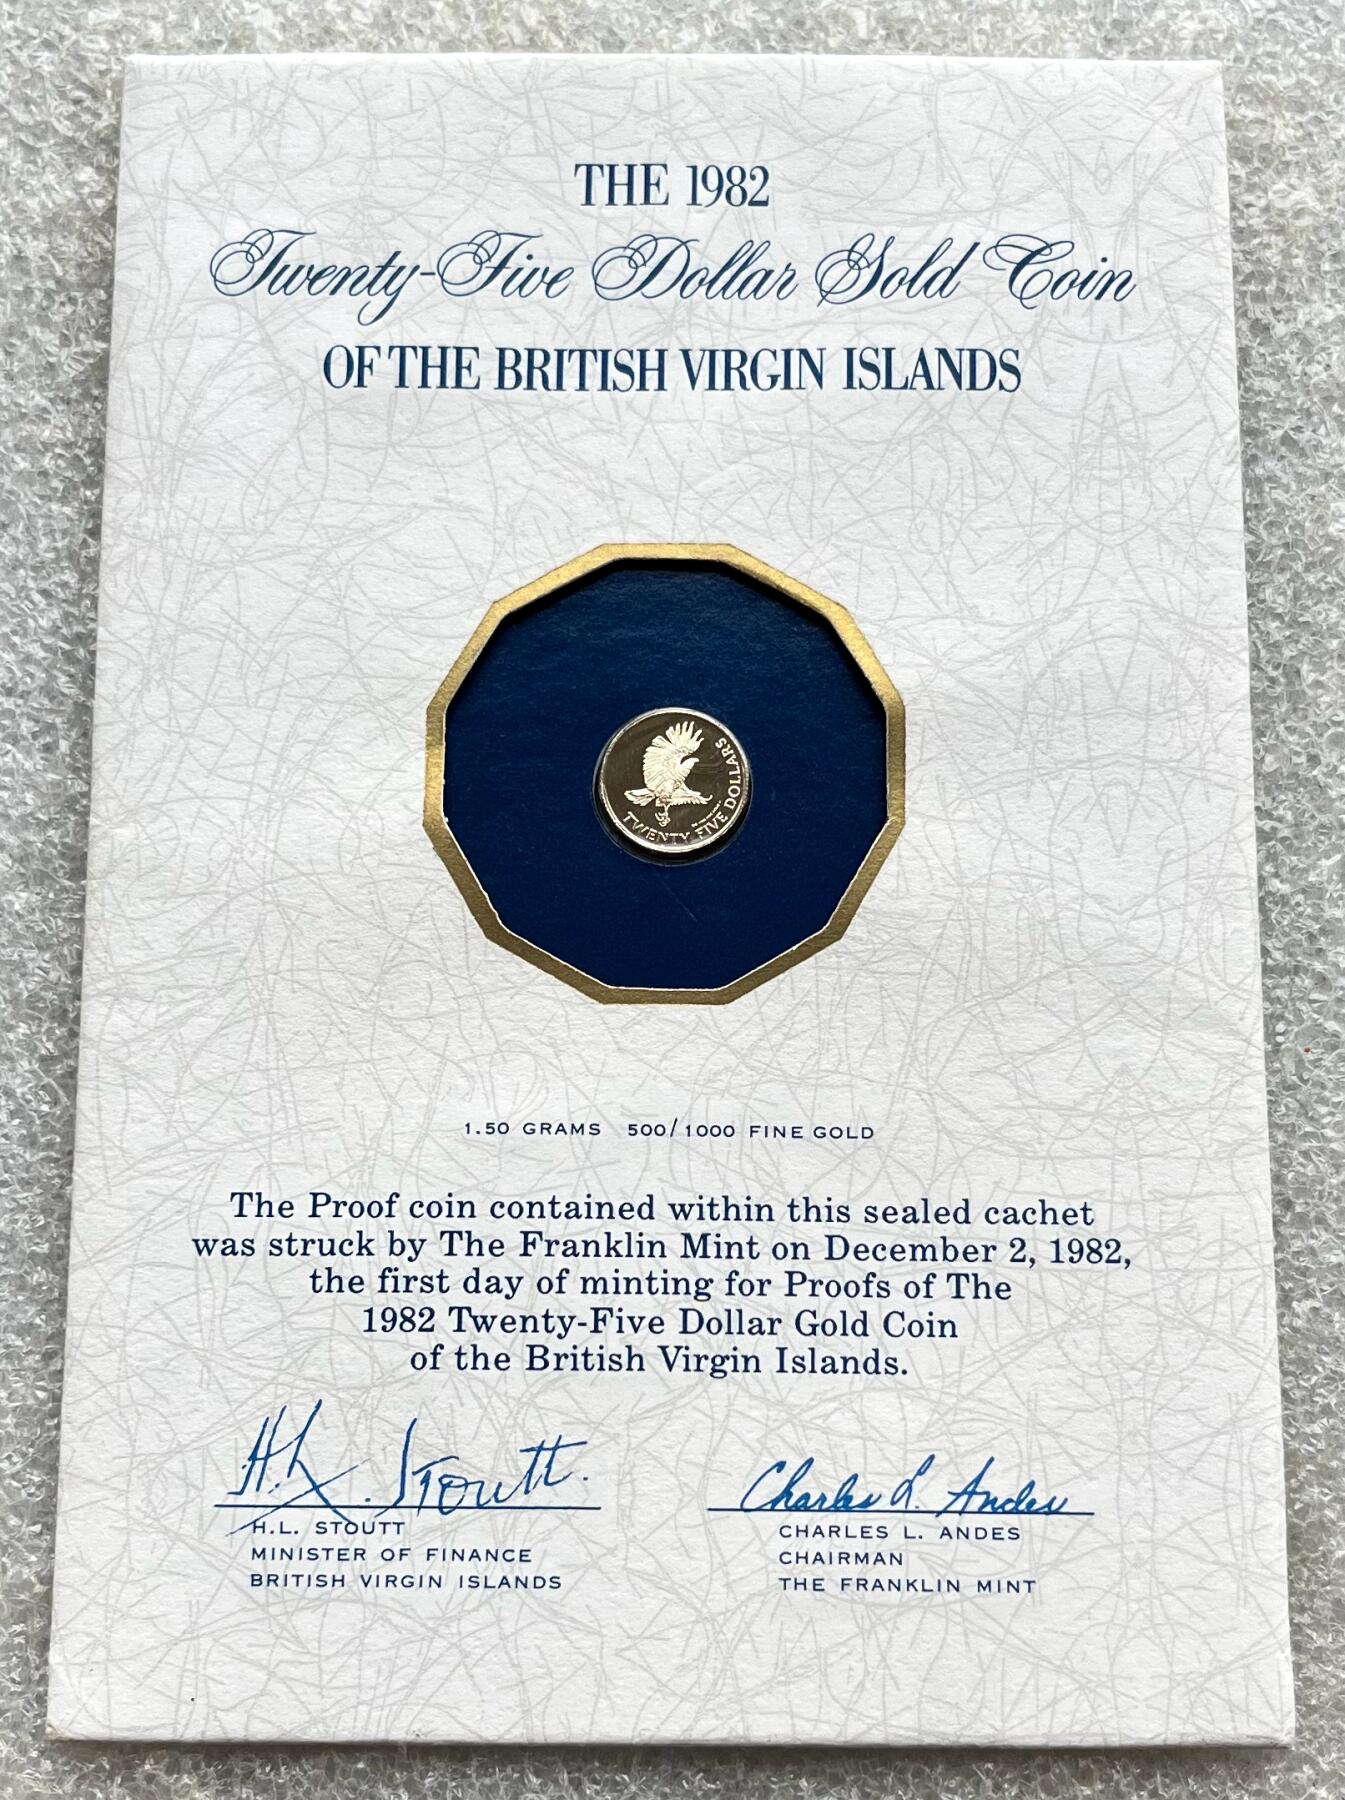 THE 1982
Twenty-Five Dollar Gold Coin
OF THE BRITISH VIRGIN ISLANDS
TWENTY FIVE DOLLARS
1.50 GRAMS 500/1000 FINE GOLD
The Proof coin contained within this sealed cachet
was struck by The Franklin Mint on December 2, 1982,
the first day of minting for Proofs of The
1982 Twenty-Five Dollar Gold Coin
of the British Virgin Islands.
H.L. Stoutt.
Charles L. Andes
H.L. STOUTT
MINISTER OF FINANCE
BRITISH VIRGIN ISLANDS
CHARLES L. ANDES
CHAIRMAN
THE FRANKLIN MINT